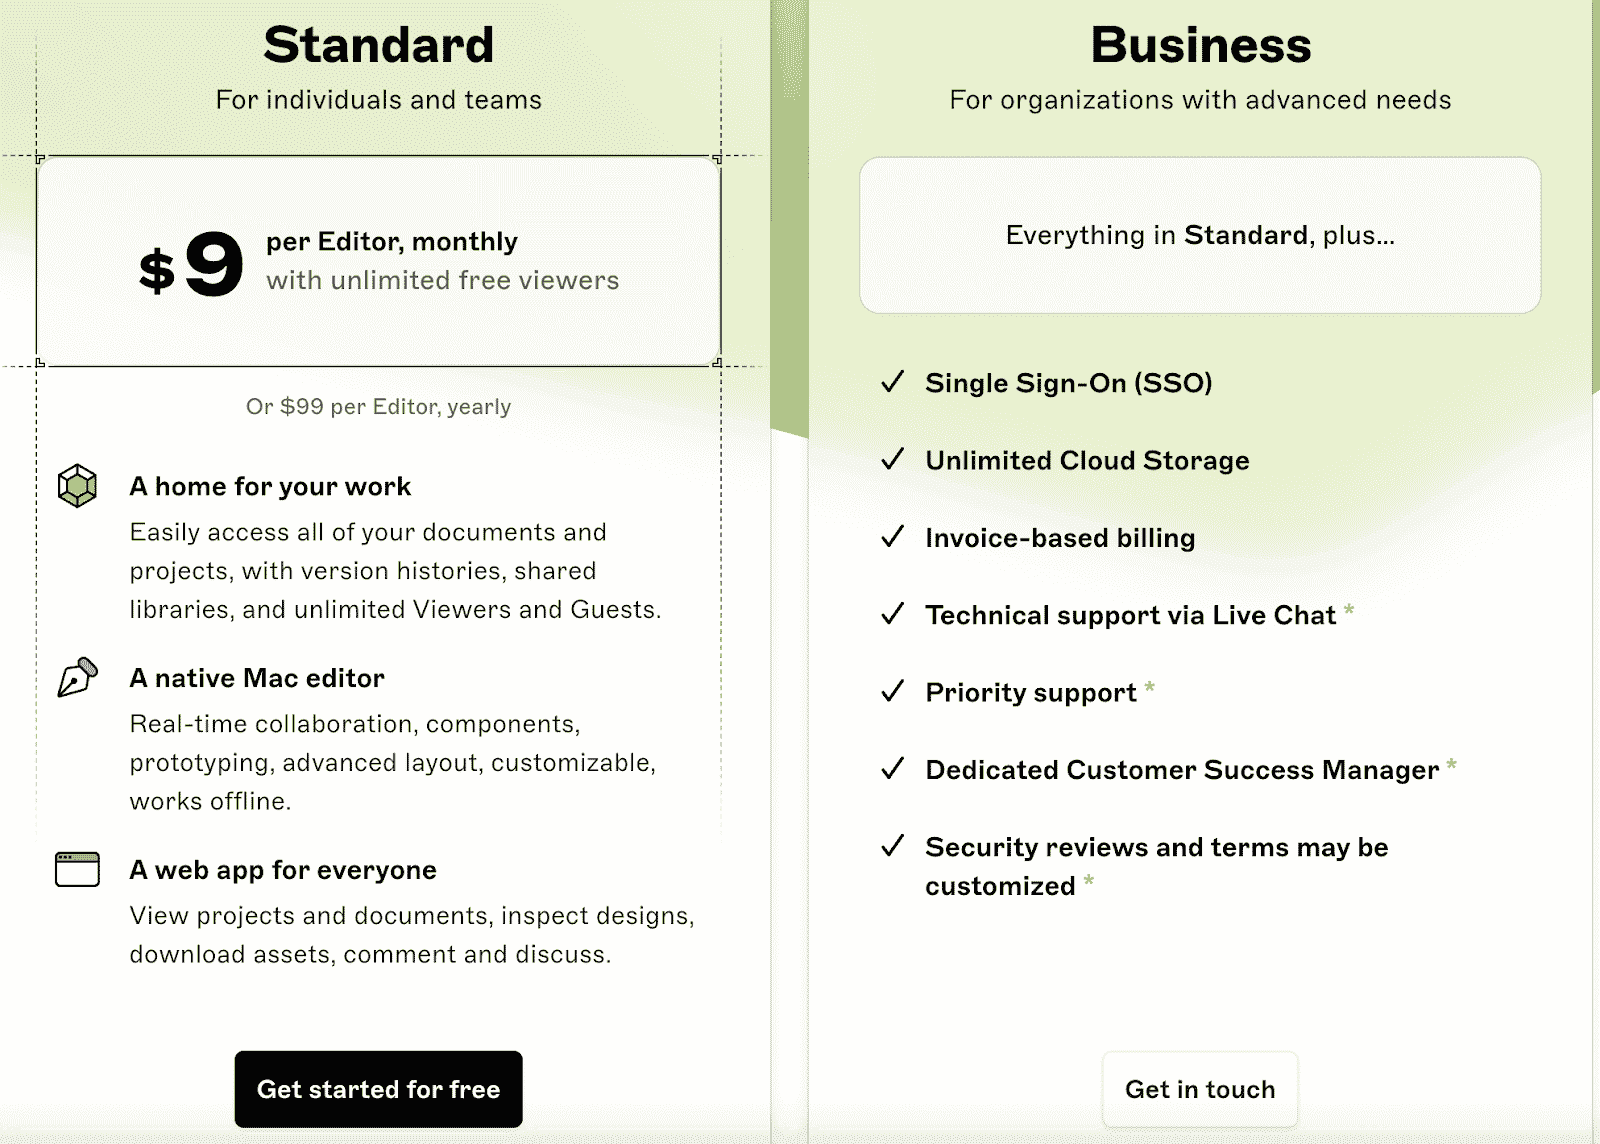 Standard
For individuals and teams
$9
per Editor, monthly
with unlimited free viewers
Or $99 per Editor, yearly
A home for your work
Easily access all of your documents and
projects, with version histories, shared
libraries, and unlimited Viewers and Guests.
A native Mac editor
Real-time collaboration, components,
prototyping, advanced layout, customizable,
works offline.
A web app for everyone
View projects and documents, inspect designs,
download assets, comment and discuss.
Get started for free
Business
For organizations with advanced needs
Everything in Standard, plus...
✓ Single Sign-On (SSO)
✓ Unlimited Cloud Storage
✓ Invoice-based billing
✓ Technical support via Live Chat *
✓ Priority support *
✓ Dedicated Customer Success Manager *
✓ Security reviews and terms may be
customized *
Get in touch